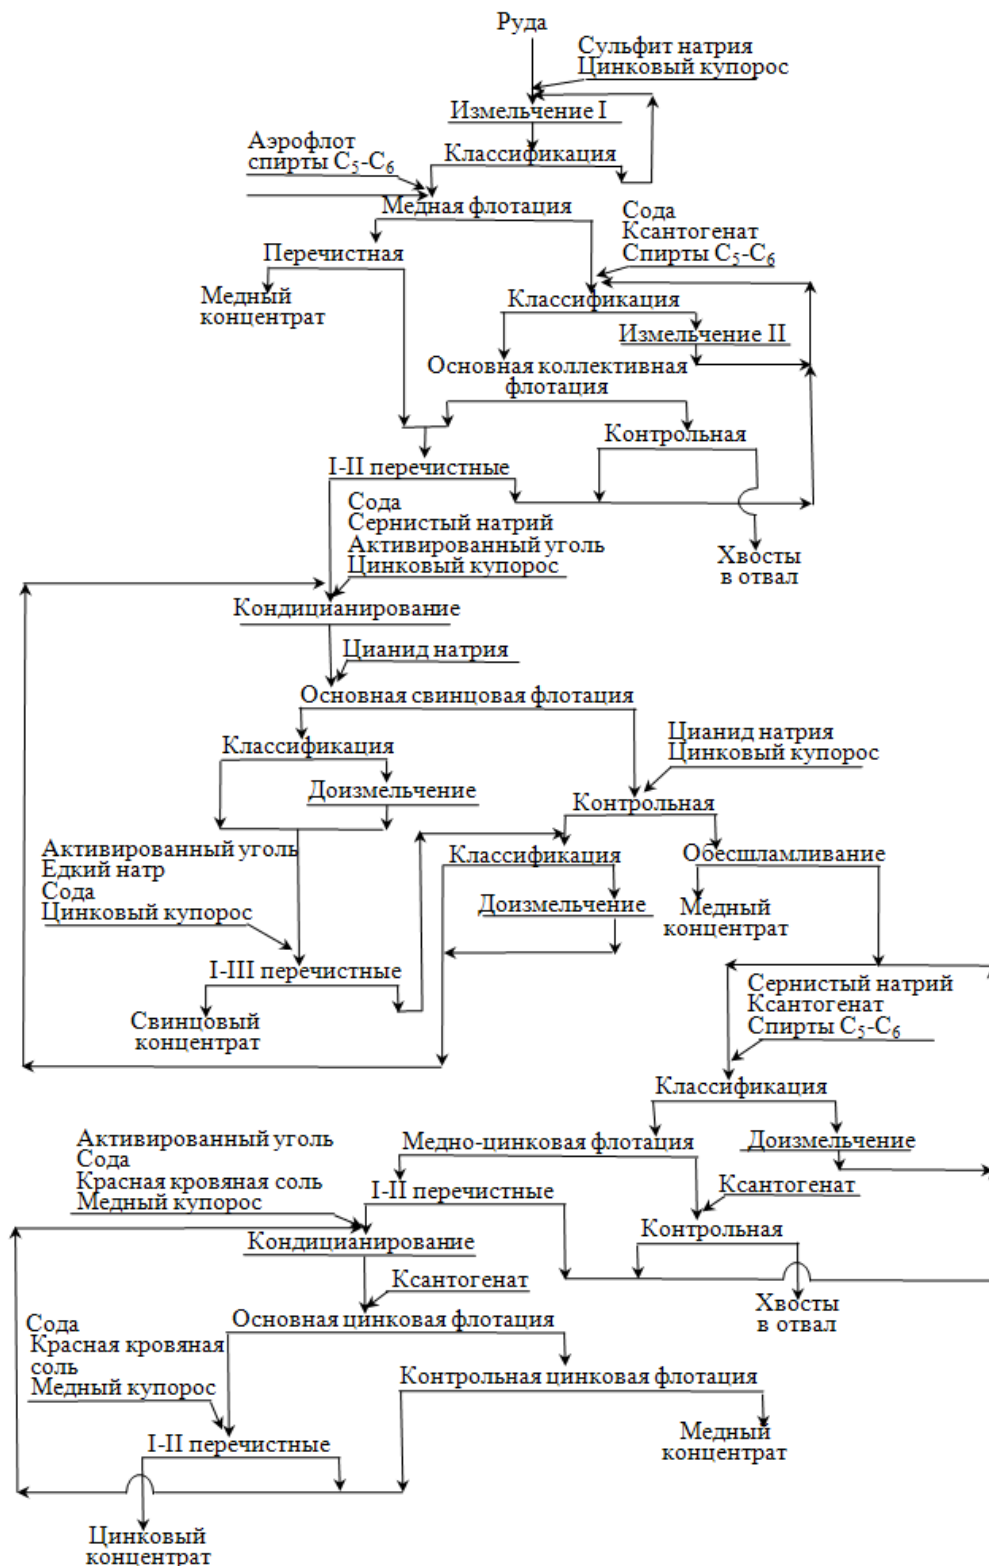 Руда
Сульфит натрия
Цинковый купорос
Измельчение I
Аэрофлот
спирты C₅-C₆
Классификация
Медная флотация
Сода
Ксантогенат
Спирты C₅-C₆
Перечистная
Медный
концентрат
Классификация
Измельчение II
Основная коллективная
флотация
Контрольная
I-II перечистные
Сода
Сернистый натрий
Активированный уголь
Цинковый купорос
Хвосты
в отвал
Кондицианирование
Цианид натрия
Основная свинцовая флотация
Цианид натрия
Цинковый купорос
Классификация
Доизмельчение
Контрольная
Активированный уголь
Едкий натр
Сода
Цинковый купорос
Классификация
Обесшламливание
Доизмельчение
Медный
концентрат
I-III перечистные
Свинцовый
концентрат
Сернистый натрий
Ксантогенат
Спирты C₅-C₆
Классификация
Активированный уголь
Сода
Красная кровяная соль
Медный купорос
Медно-цинковая флотация
Доизмельчение
I-II перечистные
Ксантогенат
Контрольная
Кондицианирование
Ксантогенат
Хвосты
в отвал
Основная цинковая флотация
Сода
Красная кровяная
соль
Медный купорос
Контрольная цинковая флотация
I-II перечистные
Медный
концентрат
Цинковый
концентрат